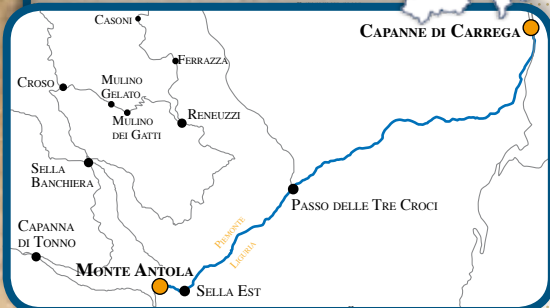 CASONI
CAPANNE DI CARREGA
FERRAZZA
CROSO
MULINO
GELATO
MULINO
DEI GATTI
RENEUZZI
SELLA
BANCHIERA
PASSO DELLE TRE CROCI
CAPANNA
DI TONNO
PIEMONTE
LIGURIA
MONTE ANTOLA
SELLA EST